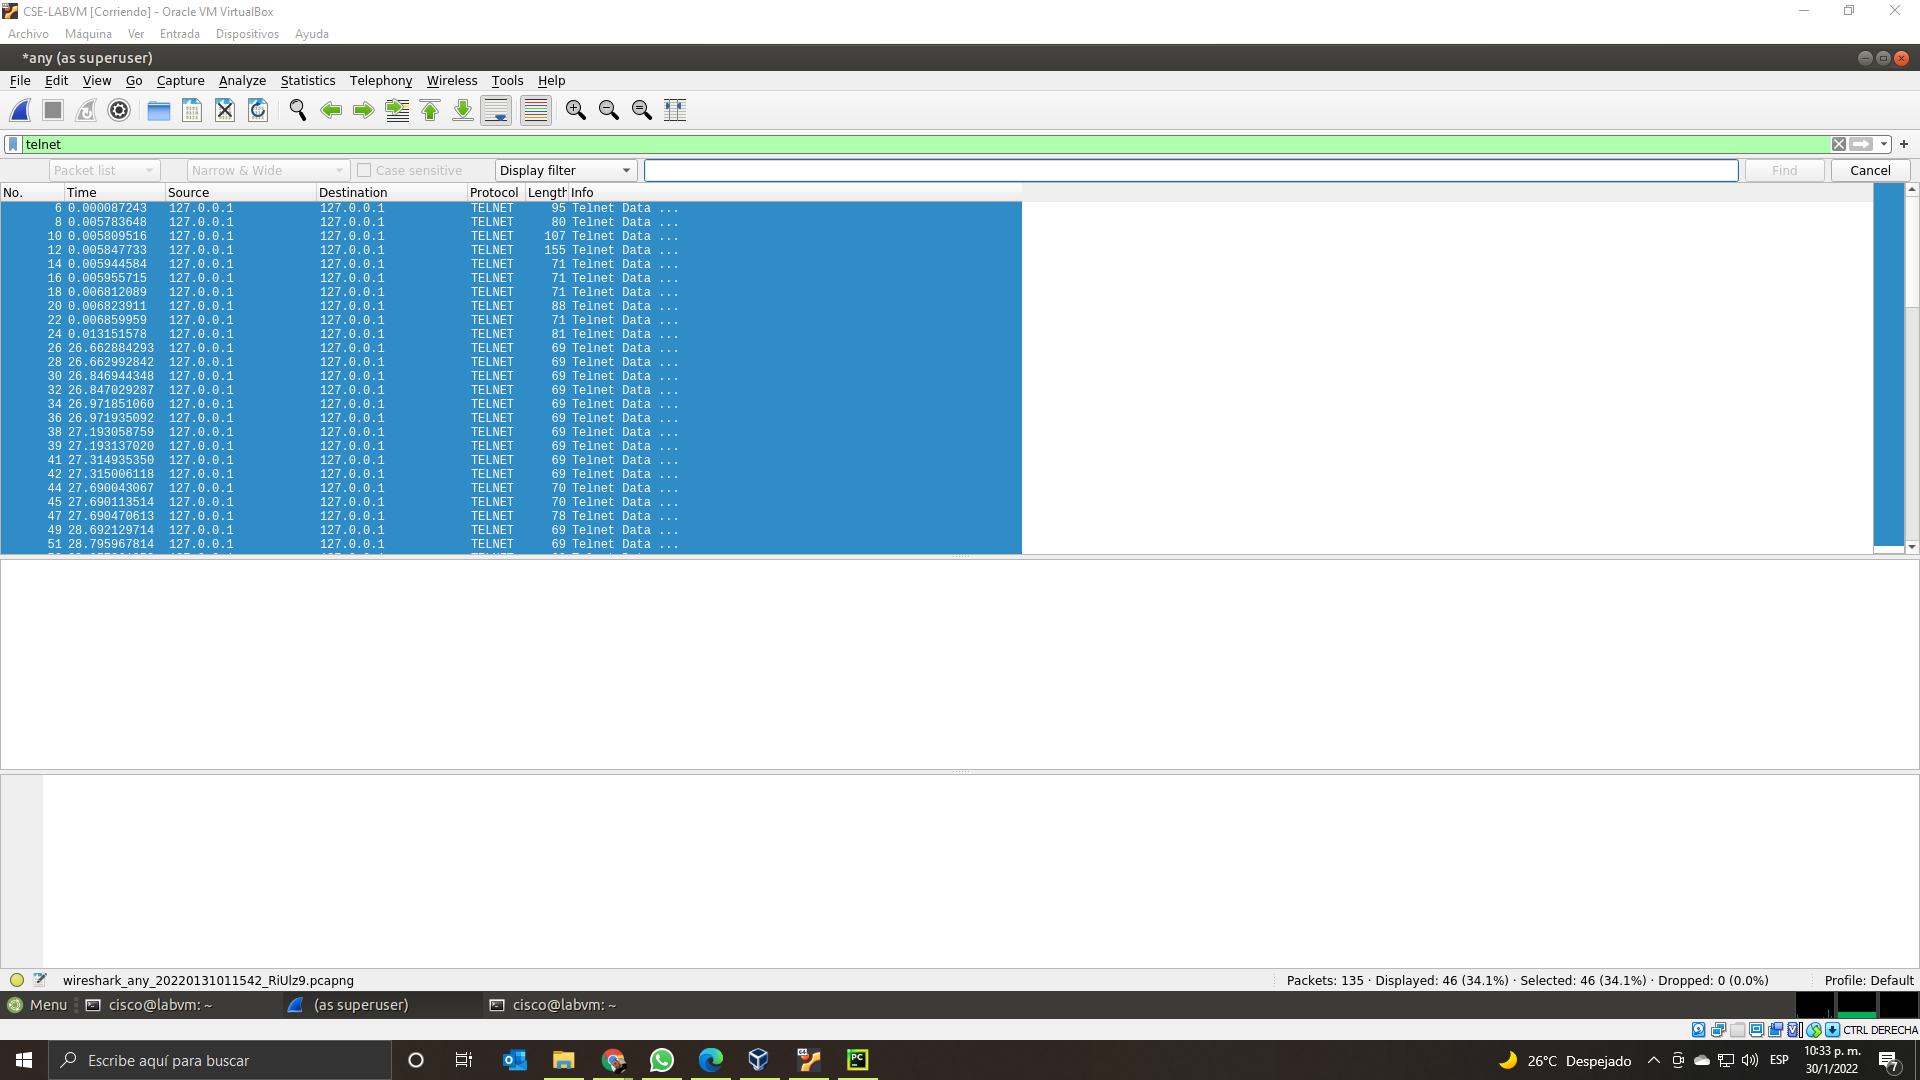 CSE-LABVM [Corriendo] - Oracle VM VirtualBox
Archivo Máquina Ver Entrada Dispositivos Ayuda
*any (as superuser)
File Edit View Go Capture Analyze Statistics Telephony Wireless Tools Help
telnet
Packet list Narrow & Wide Case sensitive Display filter Find Cancel
No. Time Source Destination Protocol Length Info
6 0.000087243 127.0.0.1 127.0.0.1 TELNET 95 Telnet Data ...
8 0.005783648 127.0.0.1 127.0.0.1 TELNET 80 Telnet Data ...
10 0.005809516 127.0.0.1 127.0.0.1 TELNET 107 Telnet Data ...
12 0.005847733 127.0.0.1 127.0.0.1 TELNET 155 Telnet Data ...
14 0.005944584 127.0.0.1 127.0.0.1 TELNET 71 Telnet Data ...
16 0.005955715 127.0.0.1 127.0.0.1 TELNET 71 Telnet Data ...
18 0.006812089 127.0.0.1 127.0.0.1 TELNET 71 Telnet Data ...
20 0.006823911 127.0.0.1 127.0.0.1 TELNET 88 Telnet Data ...
22 0.006859959 127.0.0.1 127.0.0.1 TELNET 71 Telnet Data ...
24 0.013151578 127.0.0.1 127.0.0.1 TELNET 81 Telnet Data ...
26 26.662884293 127.0.0.1 127.0.0.1 TELNET 69 Telnet Data ...
28 26.662992842 127.0.0.1 127.0.0.1 TELNET 69 Telnet Data ...
30 26.846944348 127.0.0.1 127.0.0.1 TELNET 69 Telnet Data ...
32 26.847029287 127.0.0.1 127.0.0.1 TELNET 69 Telnet Data ...
34 26.971851060 127.0.0.1 127.0.0.1 TELNET 69 Telnet Data ...
36 26.971935092 127.0.0.1 127.0.0.1 TELNET 69 Telnet Data ...
38 27.193058759 127.0.0.1 127.0.0.1 TELNET 69 Telnet Data ...
39 27.193137020 127.0.0.1 127.0.0.1 TELNET 69 Telnet Data ...
41 27.314935350 127.0.0.1 127.0.0.1 TELNET 69 Telnet Data ...
42 27.315006118 127.0.0.1 127.0.0.1 TELNET 69 Telnet Data ...
44 27.690043067 127.0.0.1 127.0.0.1 TELNET 70 Telnet Data ...
45 27.690113514 127.0.0.1 127.0.0.1 TELNET 70 Telnet Data ...
47 27.690470613 127.0.0.1 127.0.0.1 TELNET 78 Telnet Data ...
49 28.692129714 127.0.0.1 127.0.0.1 TELNET 69 Telnet Data ...
51 28.795967814 127.0.0.1 127.0.0.1 TELNET 69 Telnet Data ...
wireshark_any_20220131011542_RiUlz9.pcapng Packets: 135 · Displayed: 46 (34.1%) · Selected: 46 (34.1%) · Dropped: 0 (0.0%) Profile: Default
Menu cisco@labvm: ~ (as superuser) cisco@labvm: ~
CTRL DERECHA
Escribe aquí para buscar 26°C Despejado ESP 10:33 p. m.
30/1/2022 7